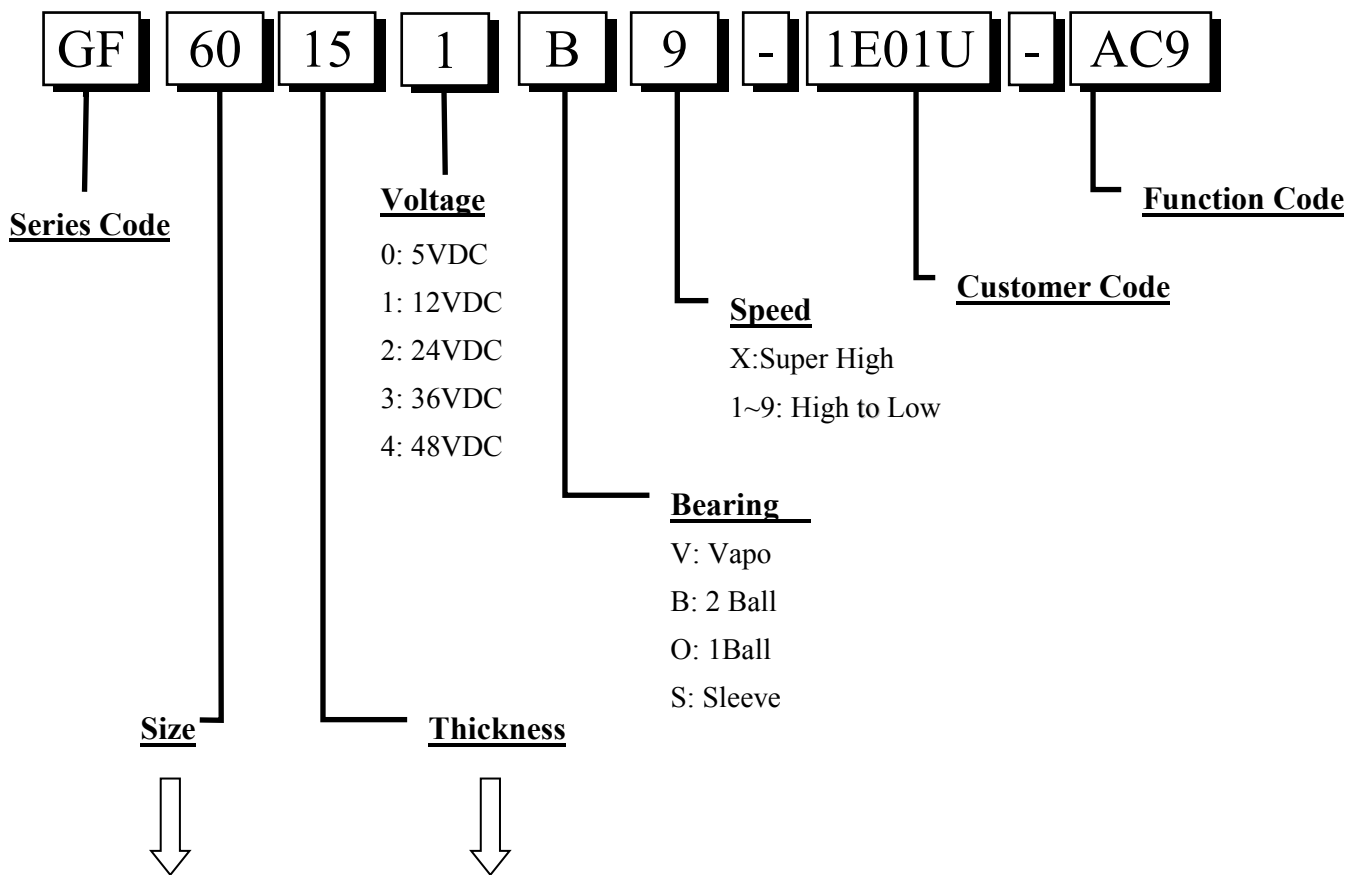 GF 60 15 1 B 9 - 1E01U - AC9
Series Code
Voltage
0: 5VDC
1: 12VDC
2: 24VDC
3: 36VDC
4: 48VDC
Function Code
Customer Code
Speed
X:Super High
1~9: High to Low
Bearing
V: Vapo
B: 2 Ball
O: 1Ball
S: Sleeve
Size
Thickness